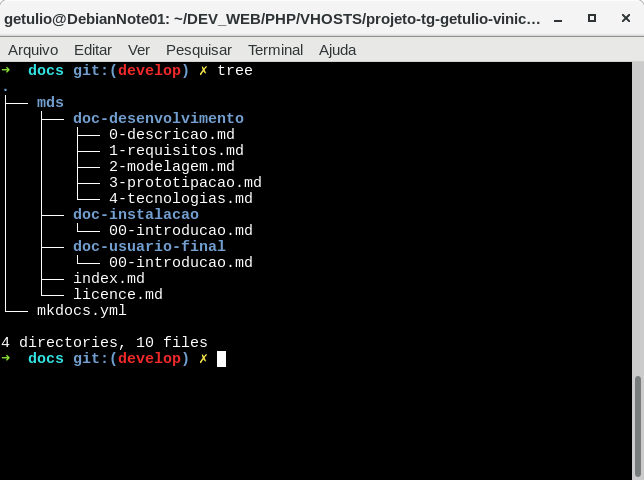 getulio@DebianNote01: ~/DEV_WEB/PHP/VHOSTS/projeto-tg-getulio-vinic...
Arquivo Editar Ver Pesquisar Terminal Ajuda
➜  docs git:(develop) ✗ tree
.
├── mds
│   ├── doc-desenvolvimento
│   │   ├── 0-descricao.md
│   │   ├── 1-requisitos.md
│   │   ├── 2-modelagem.md
│   │   ├── 3-prototipacao.md
│   │   └── 4-tecnologias.md
│   ├── doc-instalacao
│   │   └── 00-introducao.md
│   ├── doc-usuario-final
│   │   └── 00-introducao.md
│   ├── index.md
│   └── licence.md
└── mkdocs.yml

4 directories, 10 files
➜  docs git:(develop) ✗